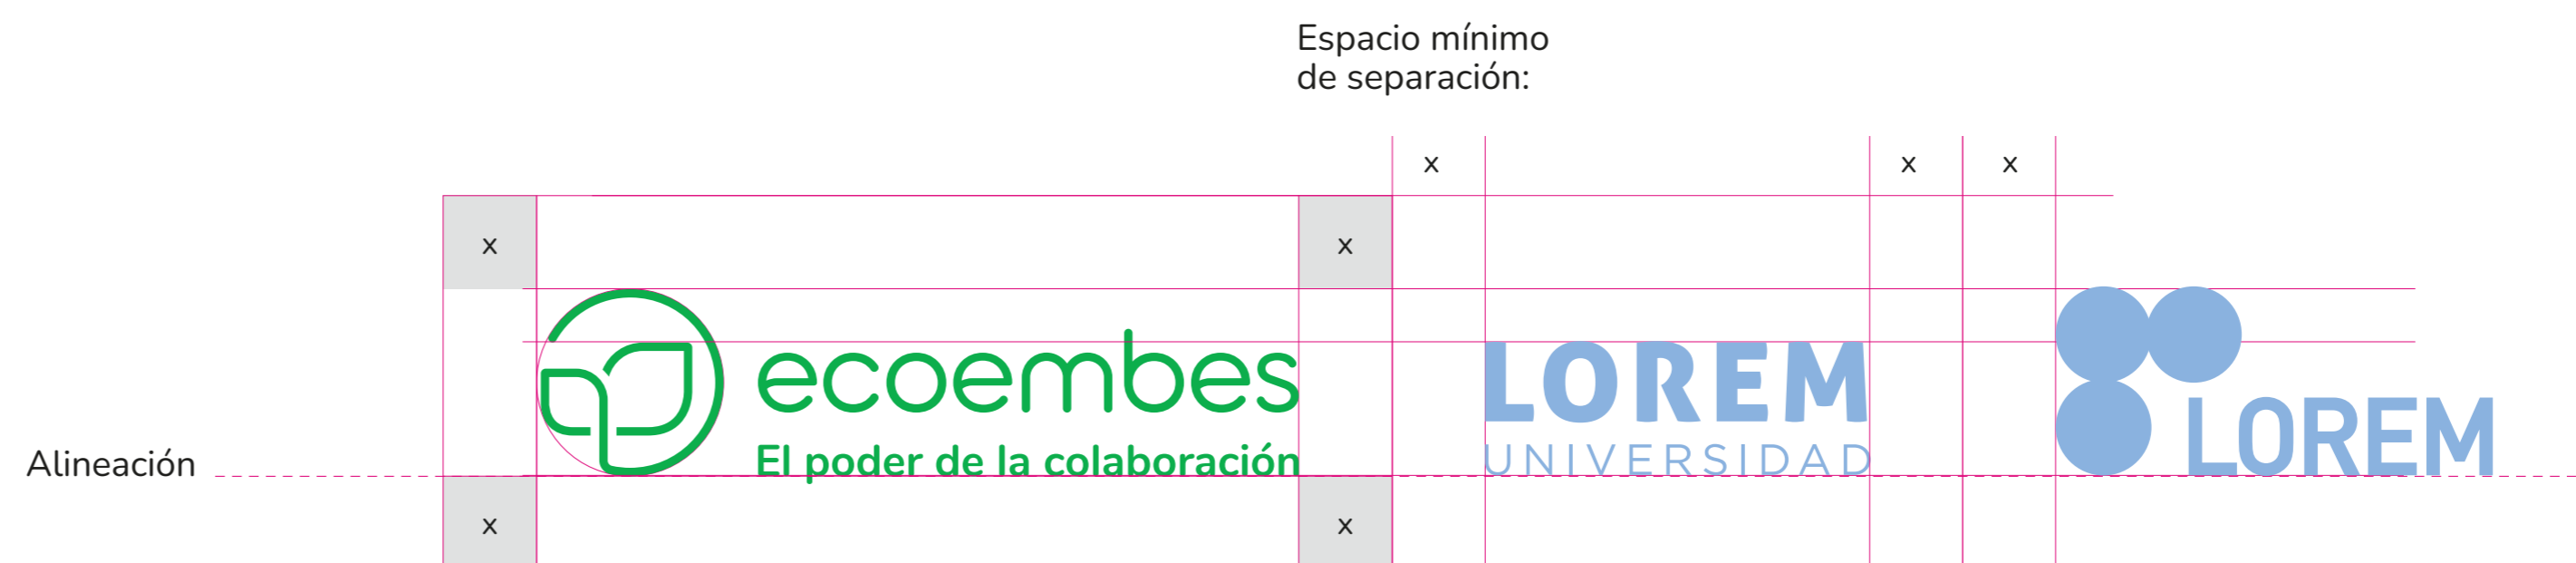 Espacio mínimo
de separación:
x x x
x x
ecoembes
El poder de la colaboración
LOREM
UNIVERSIDAD
LOREM
Alineación
x x